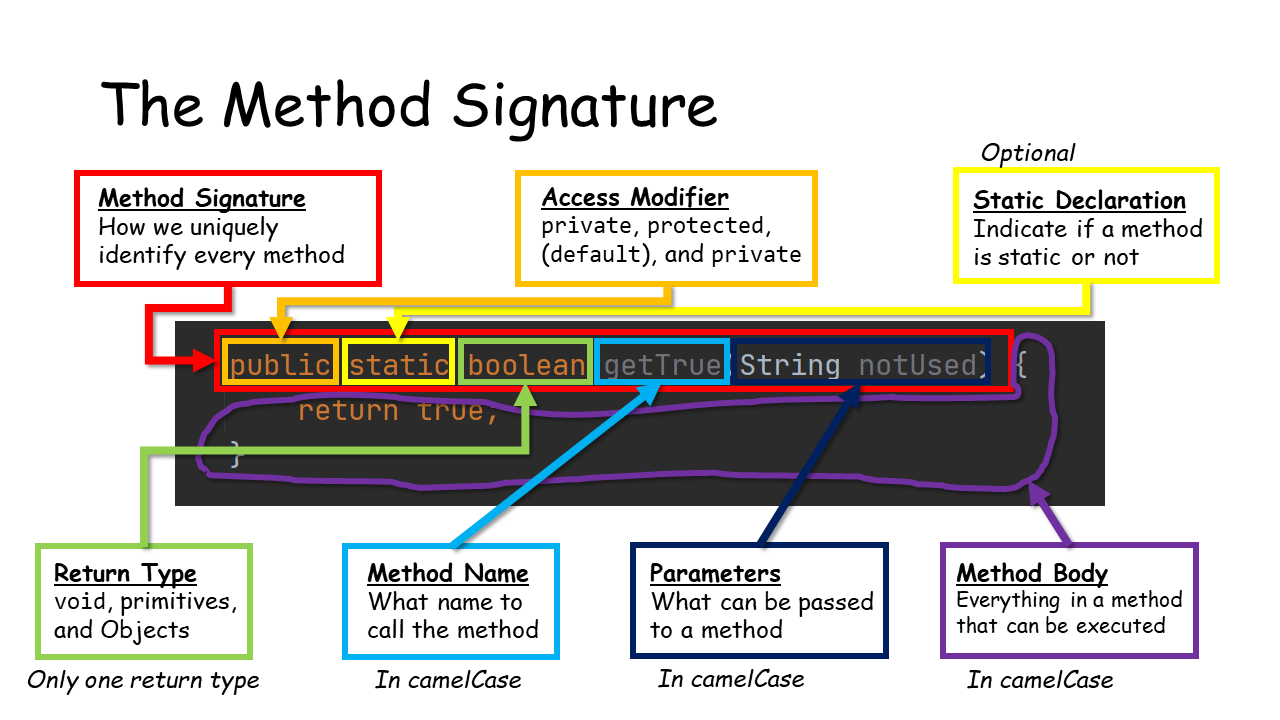 The Method Signature
Optional
Method Signature
How we uniquely
identify every method
Access Modifier
private, protected,
(default), and private
Static Declaration
Indicate if a method
is static or not
public static boolean getTrue(String notUsed) {
return true;
}
Return Type
void, primitives,
and Objects
Only one return type
Method Name
What name to
call the method
In camelCase
Parameters
What can be passed
to a method
In camelCase
Method Body
Everything in a method
that can be executed
In camelCase